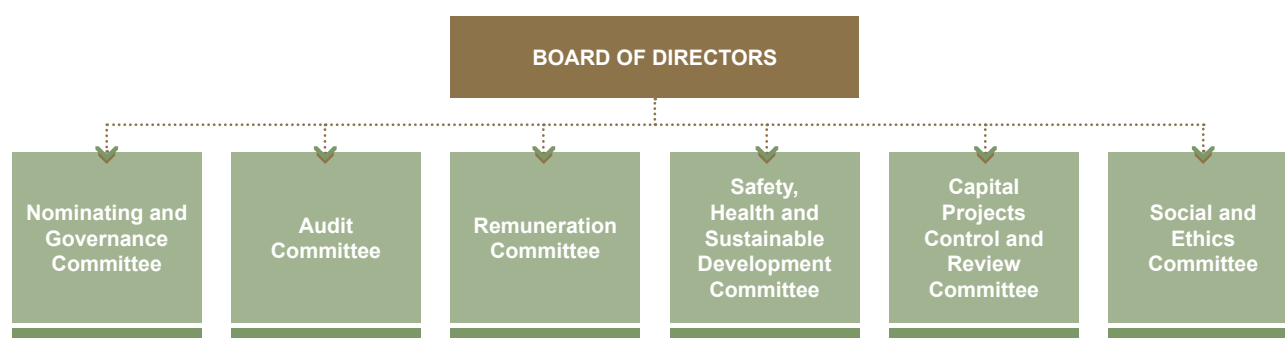 BOARD OF DIRECTORS
Nominating and
Governance
Committee
Audit
Committee
Remuneration
Committee
Safety,
Health and
Sustainable
Development
Committee
Capital
Projects
Control and
Review
Committee
Social and
Ethics
Committee